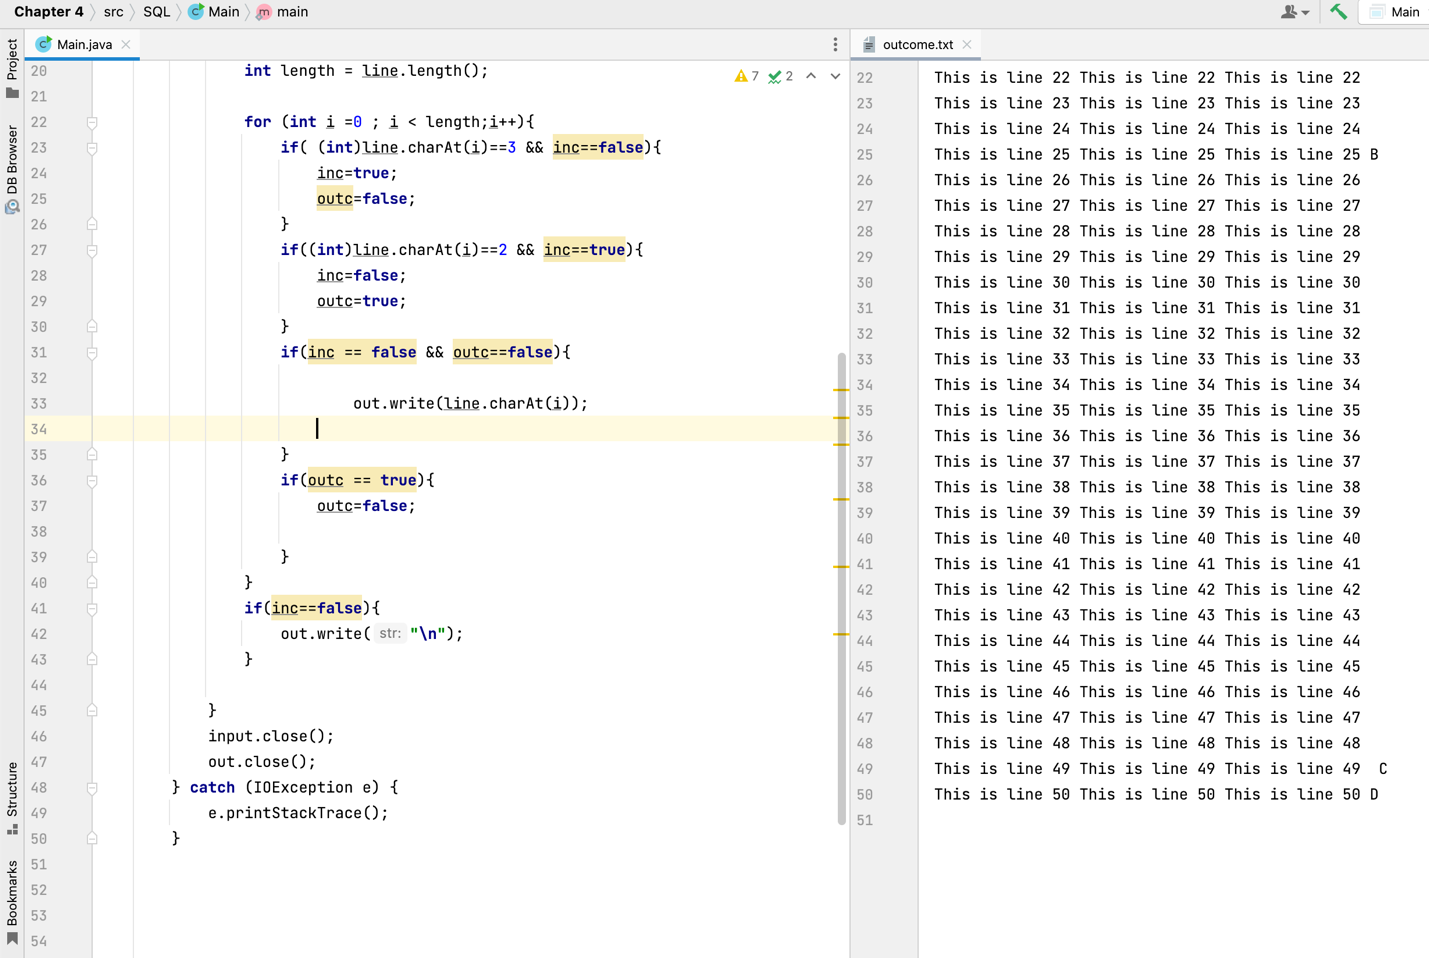 Chapter 4 src SQL Main main
Main
Main.java
outcome.txt
Project
DB Browser
Structure
Bookmarks
7 2
20 int length = line.length();
21
22 for (int i =0 ; i < length;i++){
23 if( (int)line.charAt(i)==3 && inc==false){
24 inc=true;
25 outc=false;
26 }
27 if((int)line.charAt(i)==2 && inc==true){
28 inc=false;
29 outc=true;
30 }
31 if(inc == false && outc==false){
32
33 out.write(line.charAt(i));
34
35 }
36 if(outc == true){
37 outc=false;
38
39 }
40 }
41 if(inc==false){
42 out.write( str: "\n");
43 }
44
45 }
46 input.close();
47 out.close();
48 } catch (IOException e) {
49 e.printStackTrace();
50 }
51
52
53
54
22 This is line 22 This is line 22 This is line 22
23 This is line 23 This is line 23 This is line 23
24 This is line 24 This is line 24 This is line 24
25 This is line 25 This is line 25 This is line 25 B
26 This is line 26 This is line 26 This is line 26
27 This is line 27 This is line 27 This is line 27
28 This is line 28 This is line 28 This is line 28
29 This is line 29 This is line 29 This is line 29
30 This is line 30 This is line 30 This is line 30
31 This is line 31 This is line 31 This is line 31
32 This is line 32 This is line 32 This is line 32
33 This is line 33 This is line 33 This is line 33
34 This is line 34 This is line 34 This is line 34
35 This is line 35 This is line 35 This is line 35
36 This is line 36 This is line 36 This is line 36
37 This is line 37 This is line 37 This is line 37
38 This is line 38 This is line 38 This is line 38
39 This is line 39 This is line 39 This is line 39
40 This is line 40 This is line 40 This is line 40
41 This is line 41 This is line 41 This is line 41
42 This is line 42 This is line 42 This is line 42
43 This is line 43 This is line 43 This is line 43
44 This is line 44 This is line 44 This is line 44
45 This is line 45 This is line 45 This is line 45
46 This is line 46 This is line 46 This is line 46
47 This is line 47 This is line 47 This is line 47
48 This is line 48 This is line 48 This is line 48
49 This is line 49 This is line 49 This is line 49  C
50 This is line 50 This is line 50 This is line 50 D
51